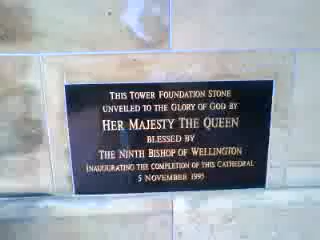 This Tower Foundation Stone
unveiled to the Glory of God by
Her Majesty The Queen
blessed by
The Ninth Bishop of Wellington
inaugurating the completion of this Cathedral
5 November 1995